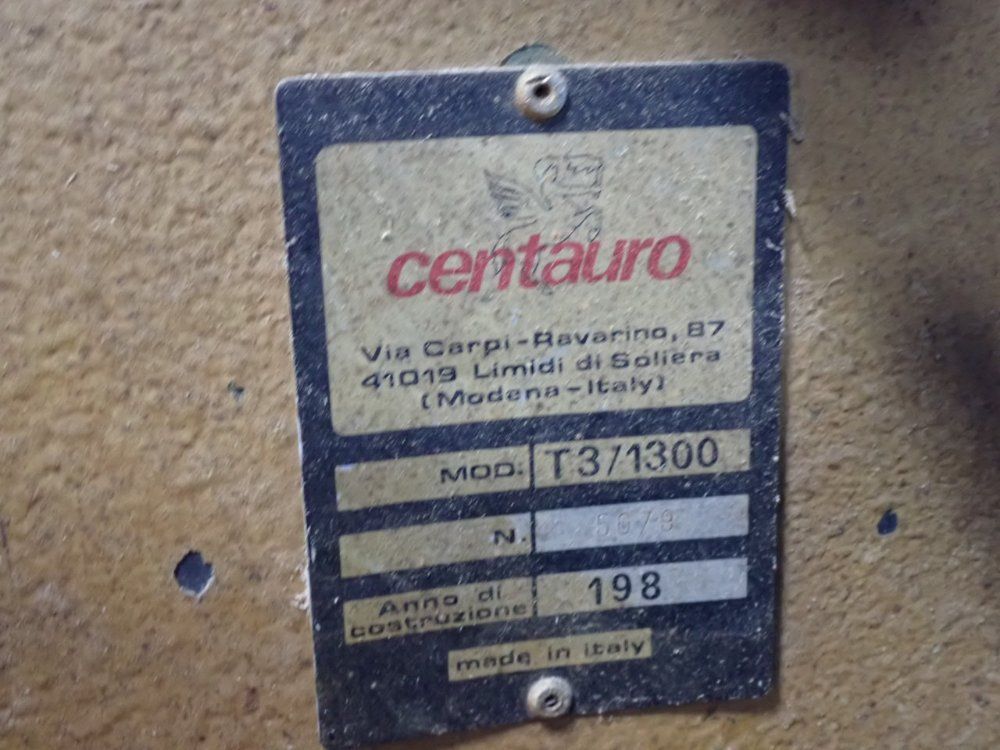 centauro
Via Carpi-Ravarino, 87
41019 Limidi di Soliera
(Modena-Italy)
MOD. T3/1300
N.
Anno di
costruzione 198
made in italy